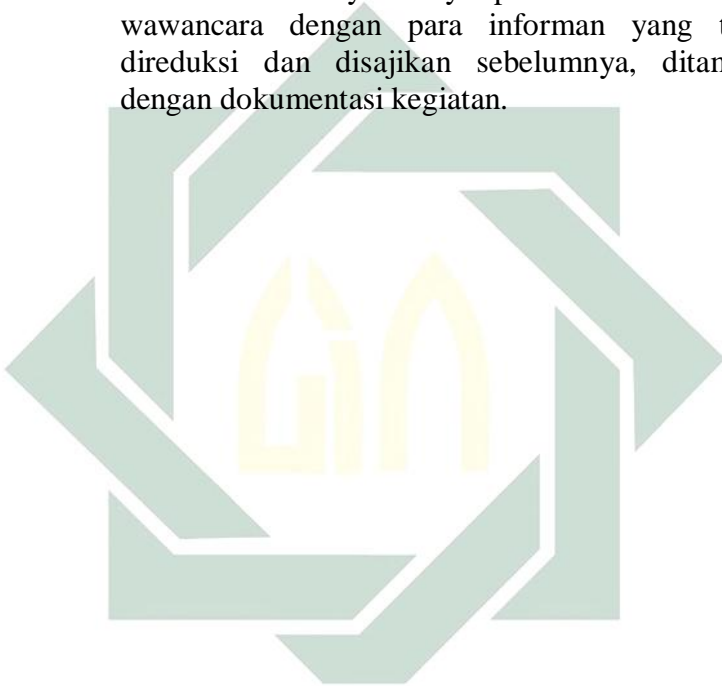 wawancara dengan para informan yang
direduksi dan disajikan sebelumnya,
dengan dokumentasi kegiatan.